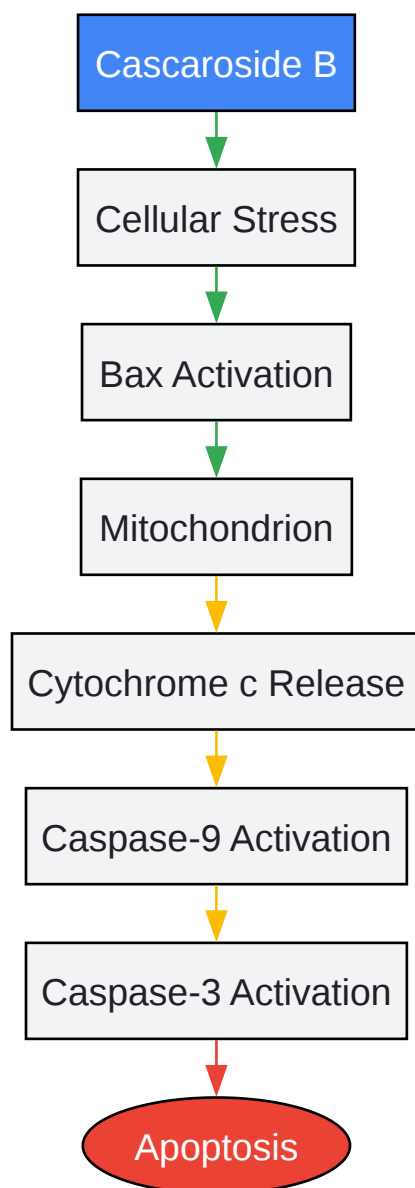 Cascaroside B
Cellular Stress
Bax Activation
Mitochondrion
Cytochrome c Release
Caspase-9 Activation
Caspase-3 Activation
Apoptosis